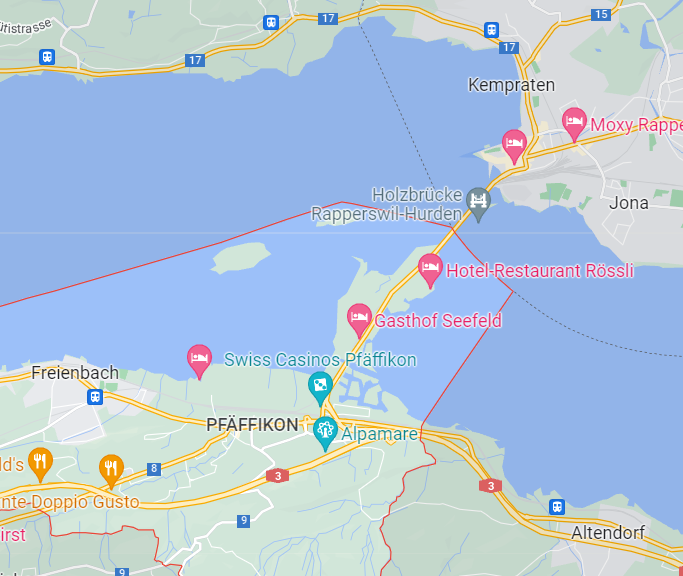 17
15
17
17
Kempraten
Moxy Rappe
Holzbrücke
Rapperswil-Hurden
Jona
Hotel-Restaurant Rössli
Gasthof Seefeld
Swiss Casinos Pfäffikon
Freienbach
PFÄFFIKON
Alpamare
ld's
8
3
3
nte-Doppio Gusto
9
irst
Altendorf
9